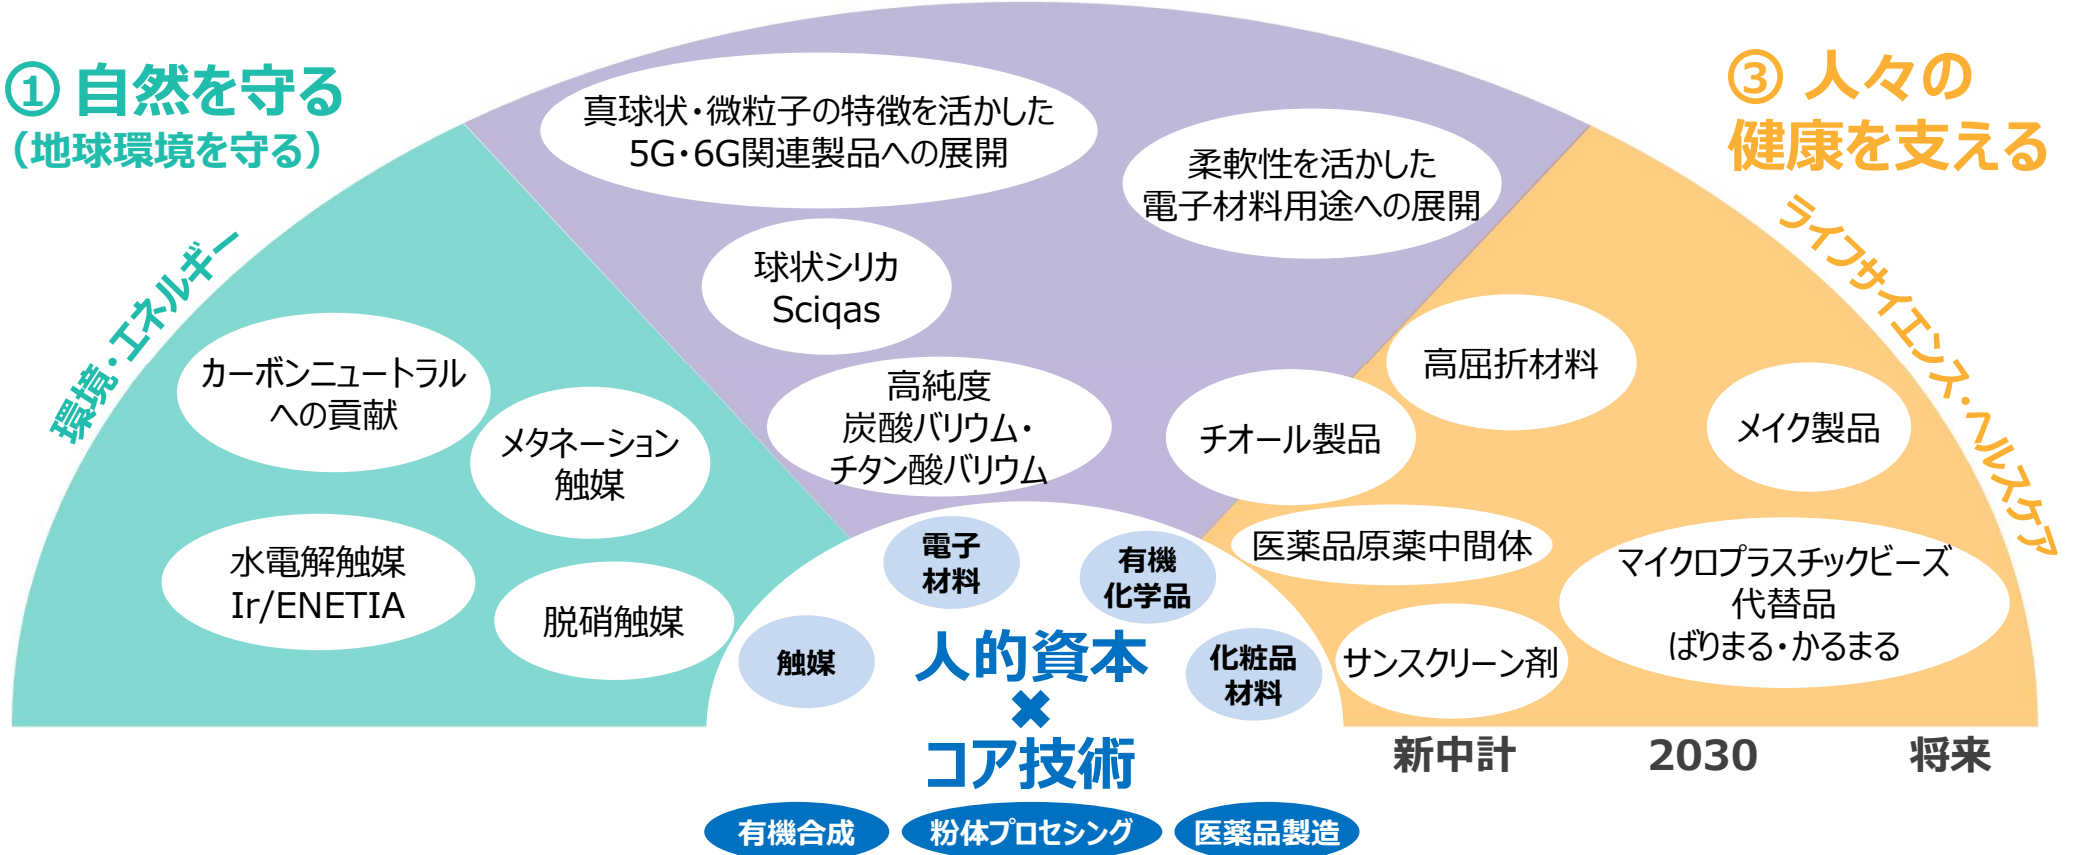 ① 自然を守る
（地球環境を守る）
環境・エネルギー
カーボンニュートラル
への貢献
メタネーション
触媒
水電解触媒
Ir/ENETIA
脱硝触媒
真球状・微粒子の特徴を活かした
5G・6G関連製品への展開
柔軟性を活かした
電子材料用途への展開
球状シリカ
Sciqas
高純度
炭酸バリウム・
チタン酸バリウム
チオール製品
③ 人々の
健康を支える
ライフサイエンス・ヘルスケア
高屈折材料
メイク製品
医薬品原薬中間体
マイクロプラスチックビーズ
代替品
ばりまる・かるまる
サンスクリーン剤
触媒
電子
材料
有機
化学品
化粧品
材料
人的資本
×
コア技術
新中計
2030
将来
有機合成
粉体プロセシング
医薬品製造